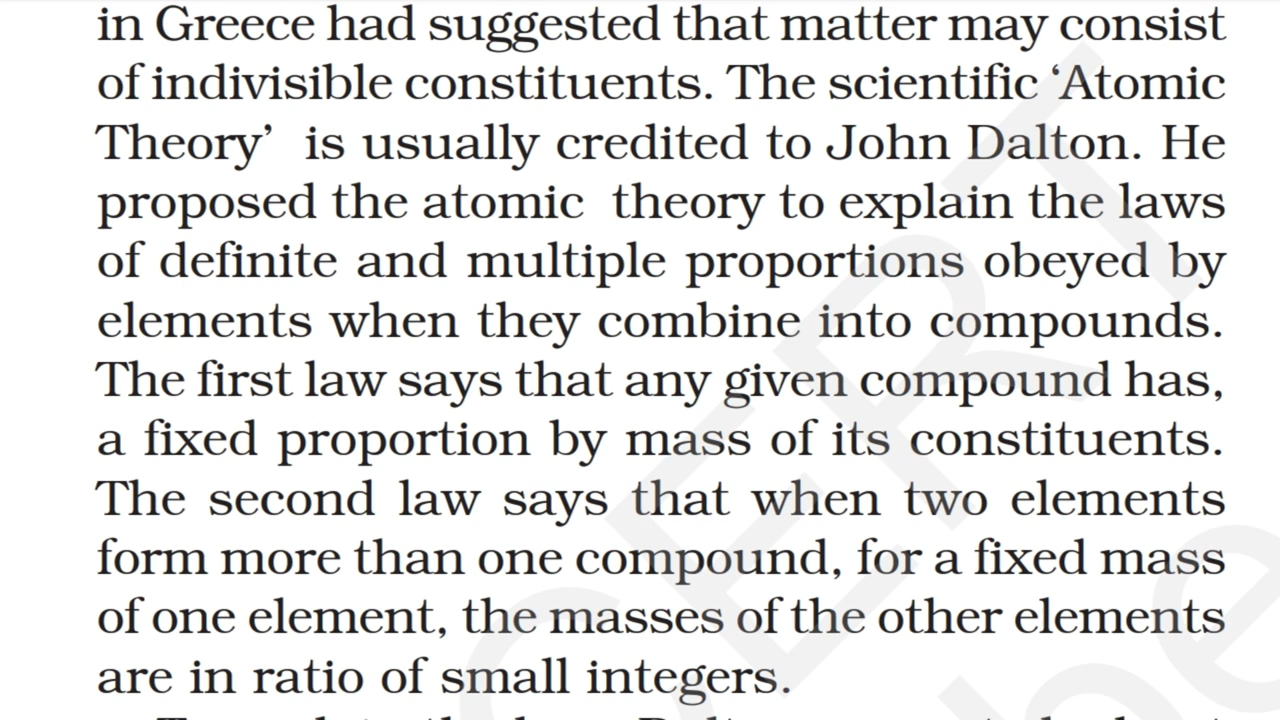 in Greece had suggested that matter may consist
of indivisible constituents. The scientific ‘Atomic
Theory’ is usually credited to John Dalton. He
proposed the atomic theory to explain the laws
of definite and multiple proportions obeyed by
elements when they combine into compounds.
The first law says that any given compound has,
a fixed proportion by mass of its constituents.
The second law says that when two elements
form more than one compound, for a fixed mass
of one element, the masses of the other elements
are in ratio of small integers.